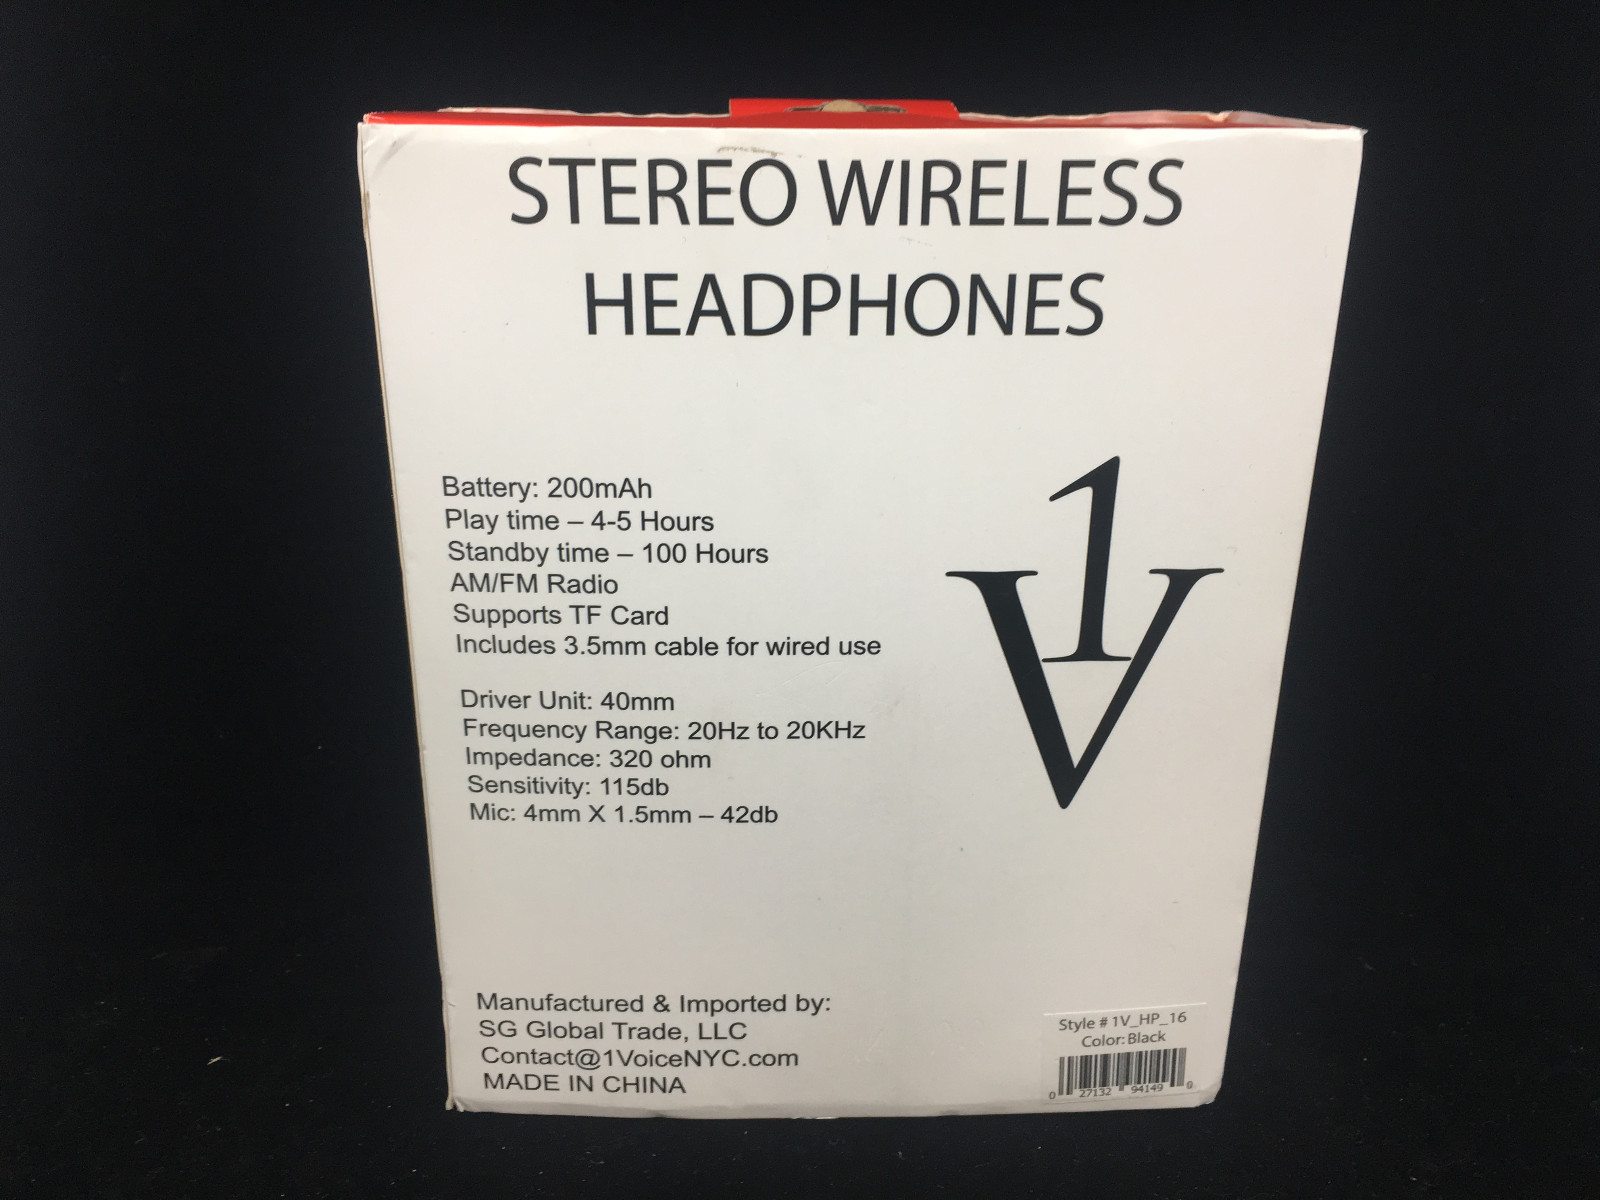 STEREO WIRELESS
HEADPHONES
Battery: 200mAh
Play time – 4-5 Hours
Standby time – 100 Hours
AM/FM Radio
Supports TF Card
Includes 3.5mm cable for wired use
Driver Unit: 40mm
Frequency Range: 20Hz to 20KHz
Impedance: 320 ohm
Sensitivity: 115db
Mic: 4mm X 1.5mm – 42db
1
V
Manufactured & Imported by:
SG Global Trade, LLC
Contact@1VoiceNYC.com
MADE IN CHINA
Style # 1V_HP_16
Color: Black
0 27132 94149 0